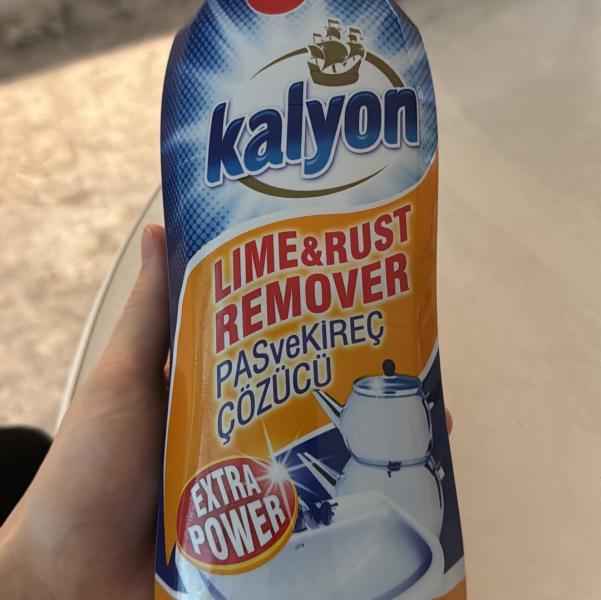 kalyon
LIME&RUST
REMOVER
PASveKİREÇ
ÇÖZÜCÜ
EXTRA
POWER